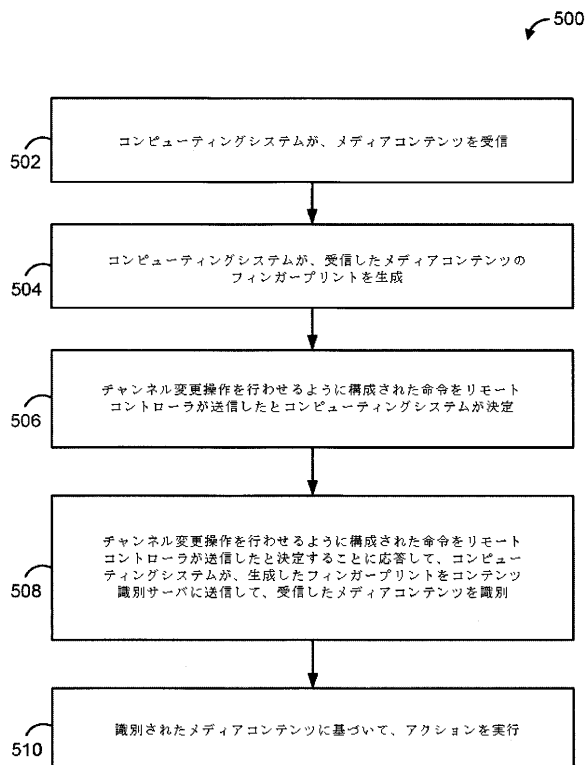 500
コンピューティングシステムが、メディアコンテンツを受信
502
コンピューティングシステムが、受信したメディアコンテンツの
フィンガープリントを生成
504
チャンネル変更操作を行わせるように構成された命令をリモート
コントローラが送信したとコンピューティングシステムが決定
506
チャンネル変更操作を行わせるように構成された命令をリモート
コントローラが送信したと決定することに応答して、コンピュー
ティングシステムが、生成したフィンガープリントをコンテンツ
識別サーバに送信して、受信したメディアコンテンツを識別
508
識別されたメディアコンテンツに基づいて、アクションを実行
510